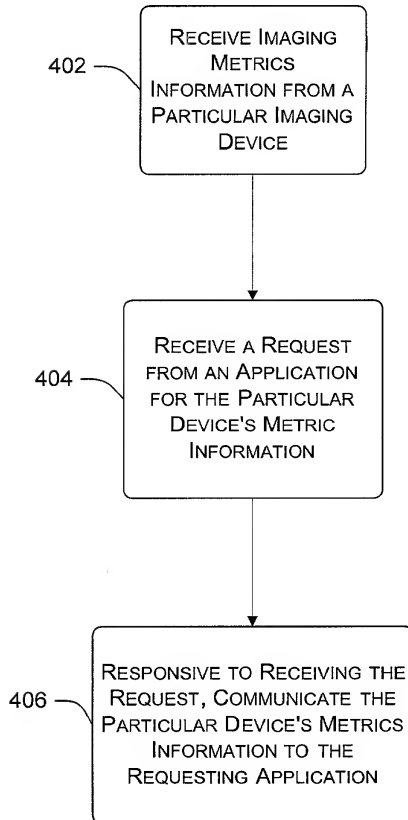 402
RECEIVE IMAGING
METRICS
INFORMATION FROM A
PARTICULAR IMAGING
DEVICE
404
RECEIVE A REQUEST
FROM AN APPLICATION
FOR THE PARTICULAR
DEVICE'S METRIC
INFORMATION
406
RESPONSIVE TO RECEIVING THE
REQUEST, COMMUNICATE THE
PARTICULAR DEVICE'S METRICS
INFORMATION TO THE
REQUESTING APPLICATION